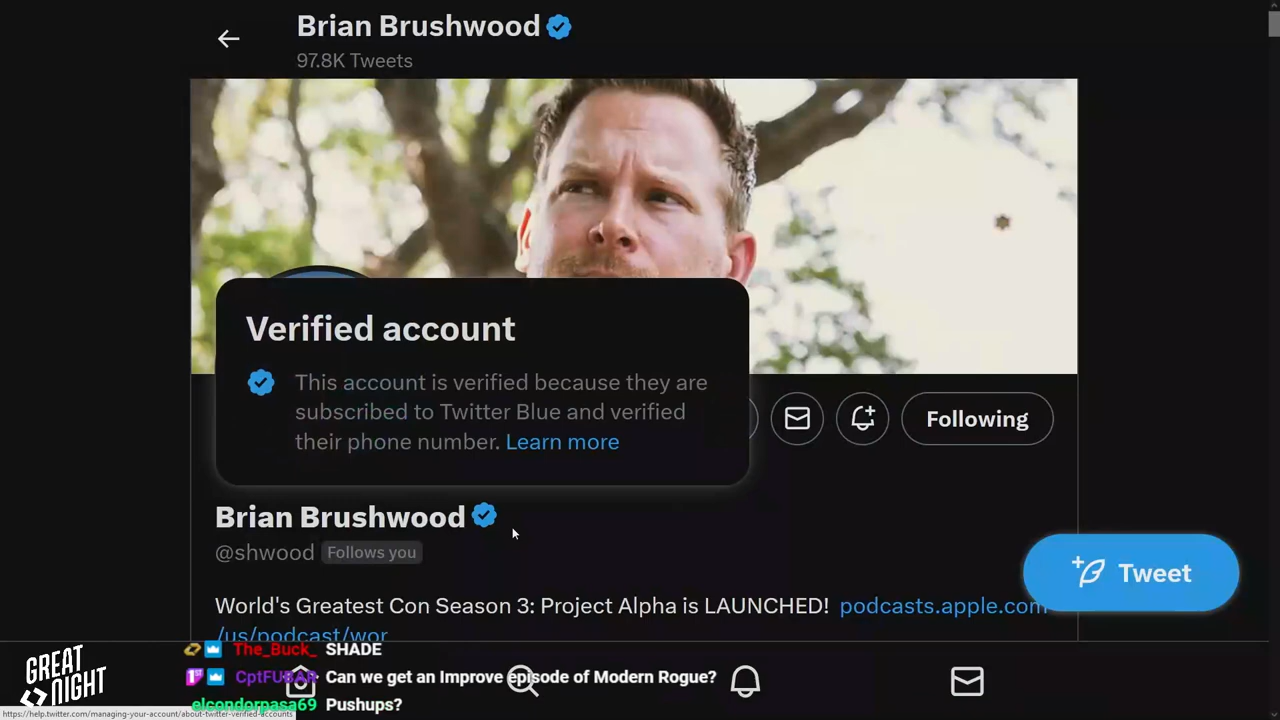 Brian Brushwood
97.8K Tweets
Verified account
This account is verified because they are
subscribed to Twitter Blue and verified
their phone number. Learn more
Following
Brian Brushwood
@shwood Follows you
Tweet
World's Greatest Con Season 3: Project Alpha is LAUNCHED! podcasts.apple.com
/us/podcast/wor
The_Buck_ SHADE
CptFUBAR Can we get an Improve episode of Modern Rogue?
elcondorpasa69 Pushups?
GREAT
NIGHT
https://help.twitter.com/managing-your-account/about-twitter-verified-accounts